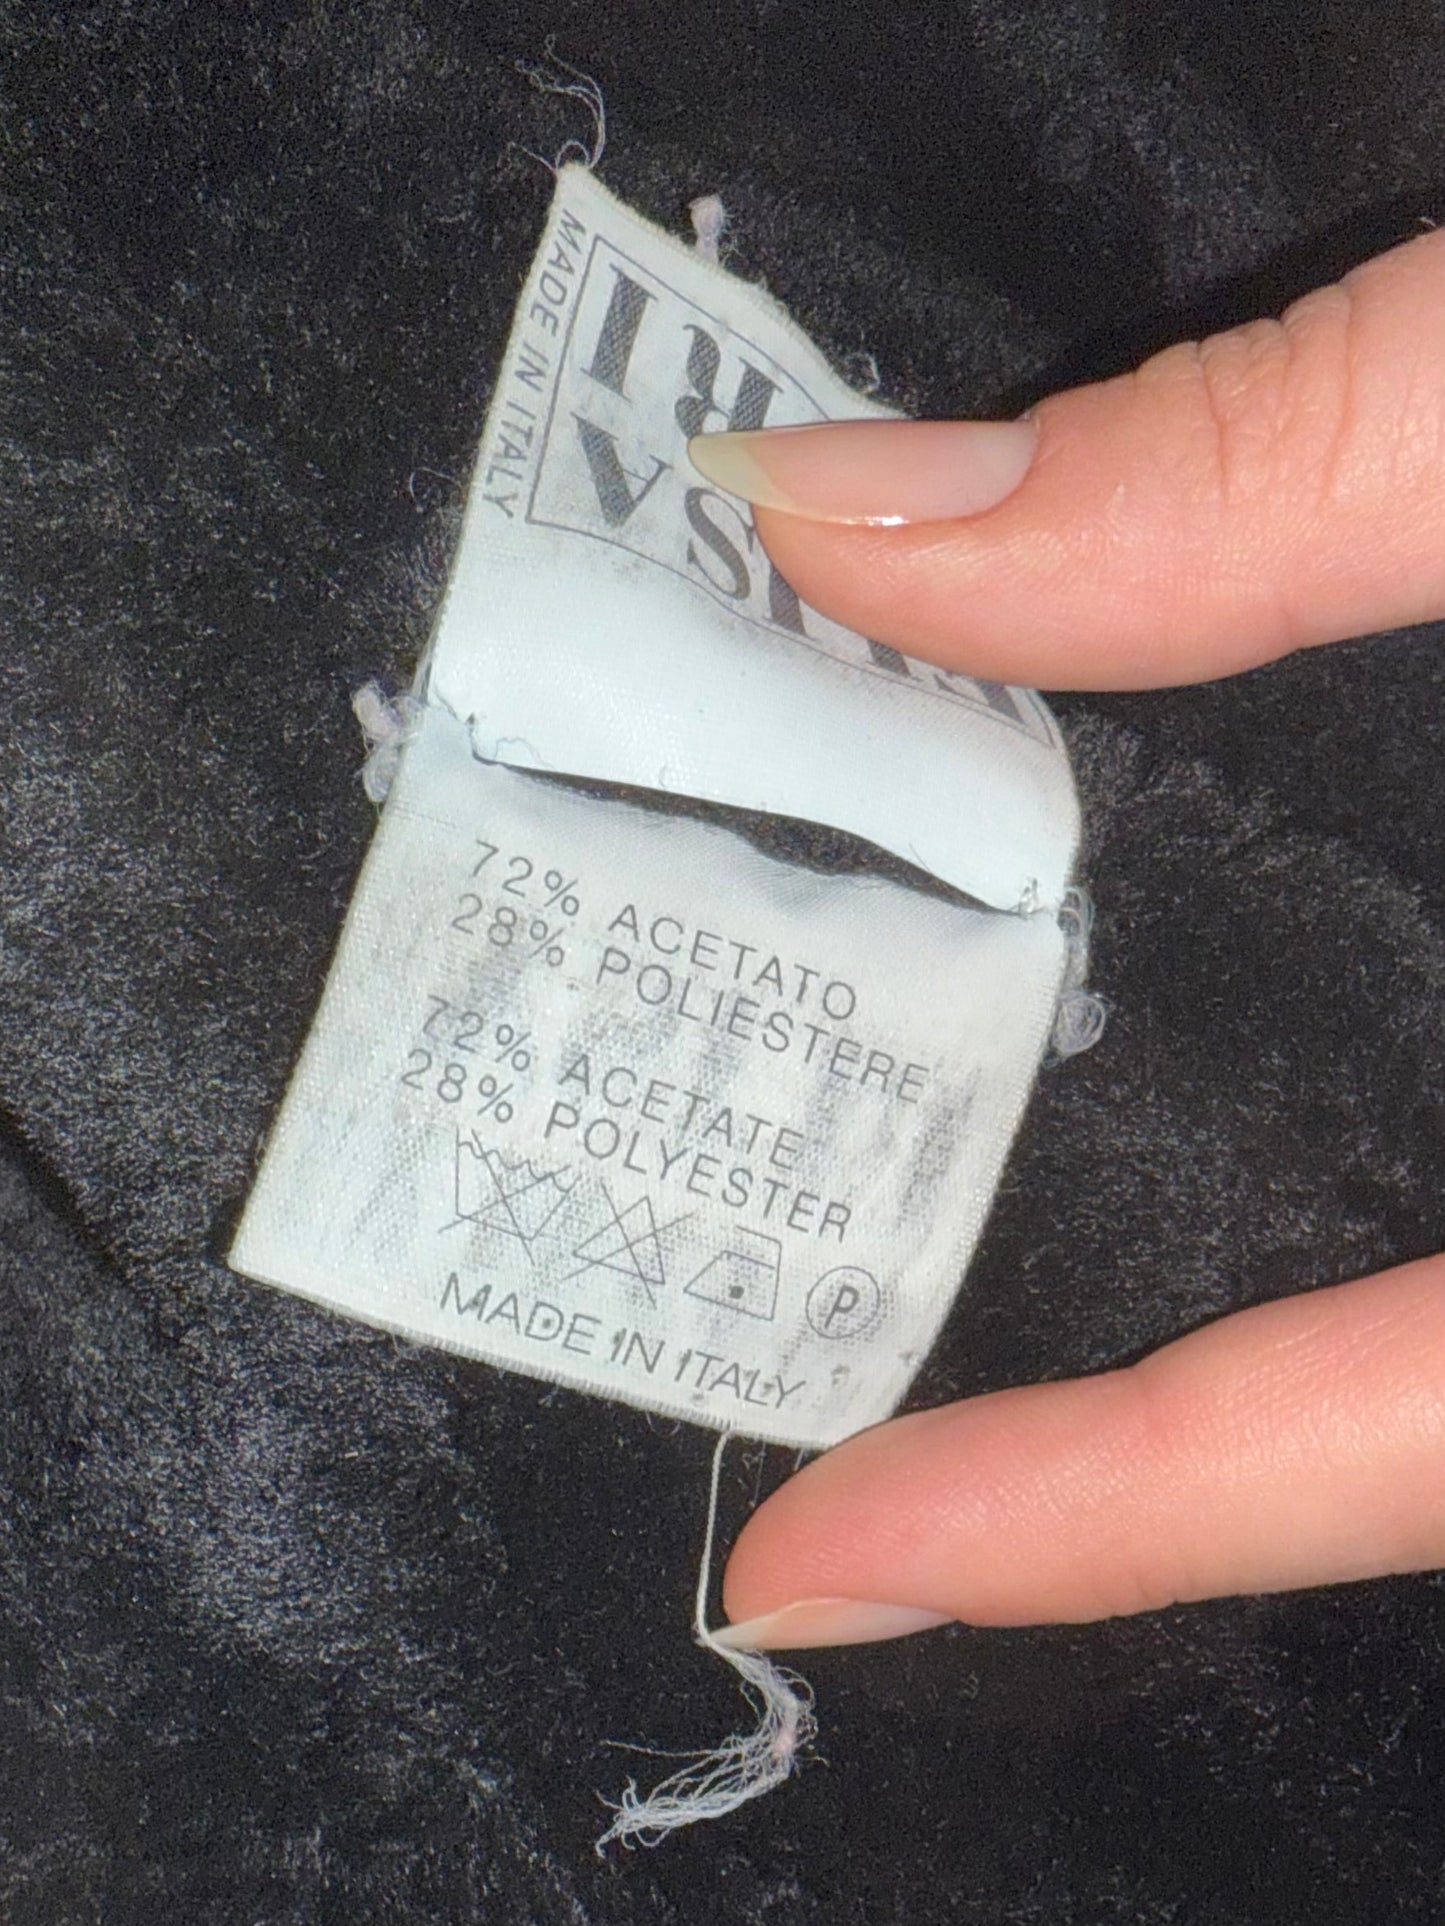 MADE IN ITALY
72% ACETATO
28% POLIESTERE
72% ACETATE
28% POLYESTER
P
MADE IN ITALY